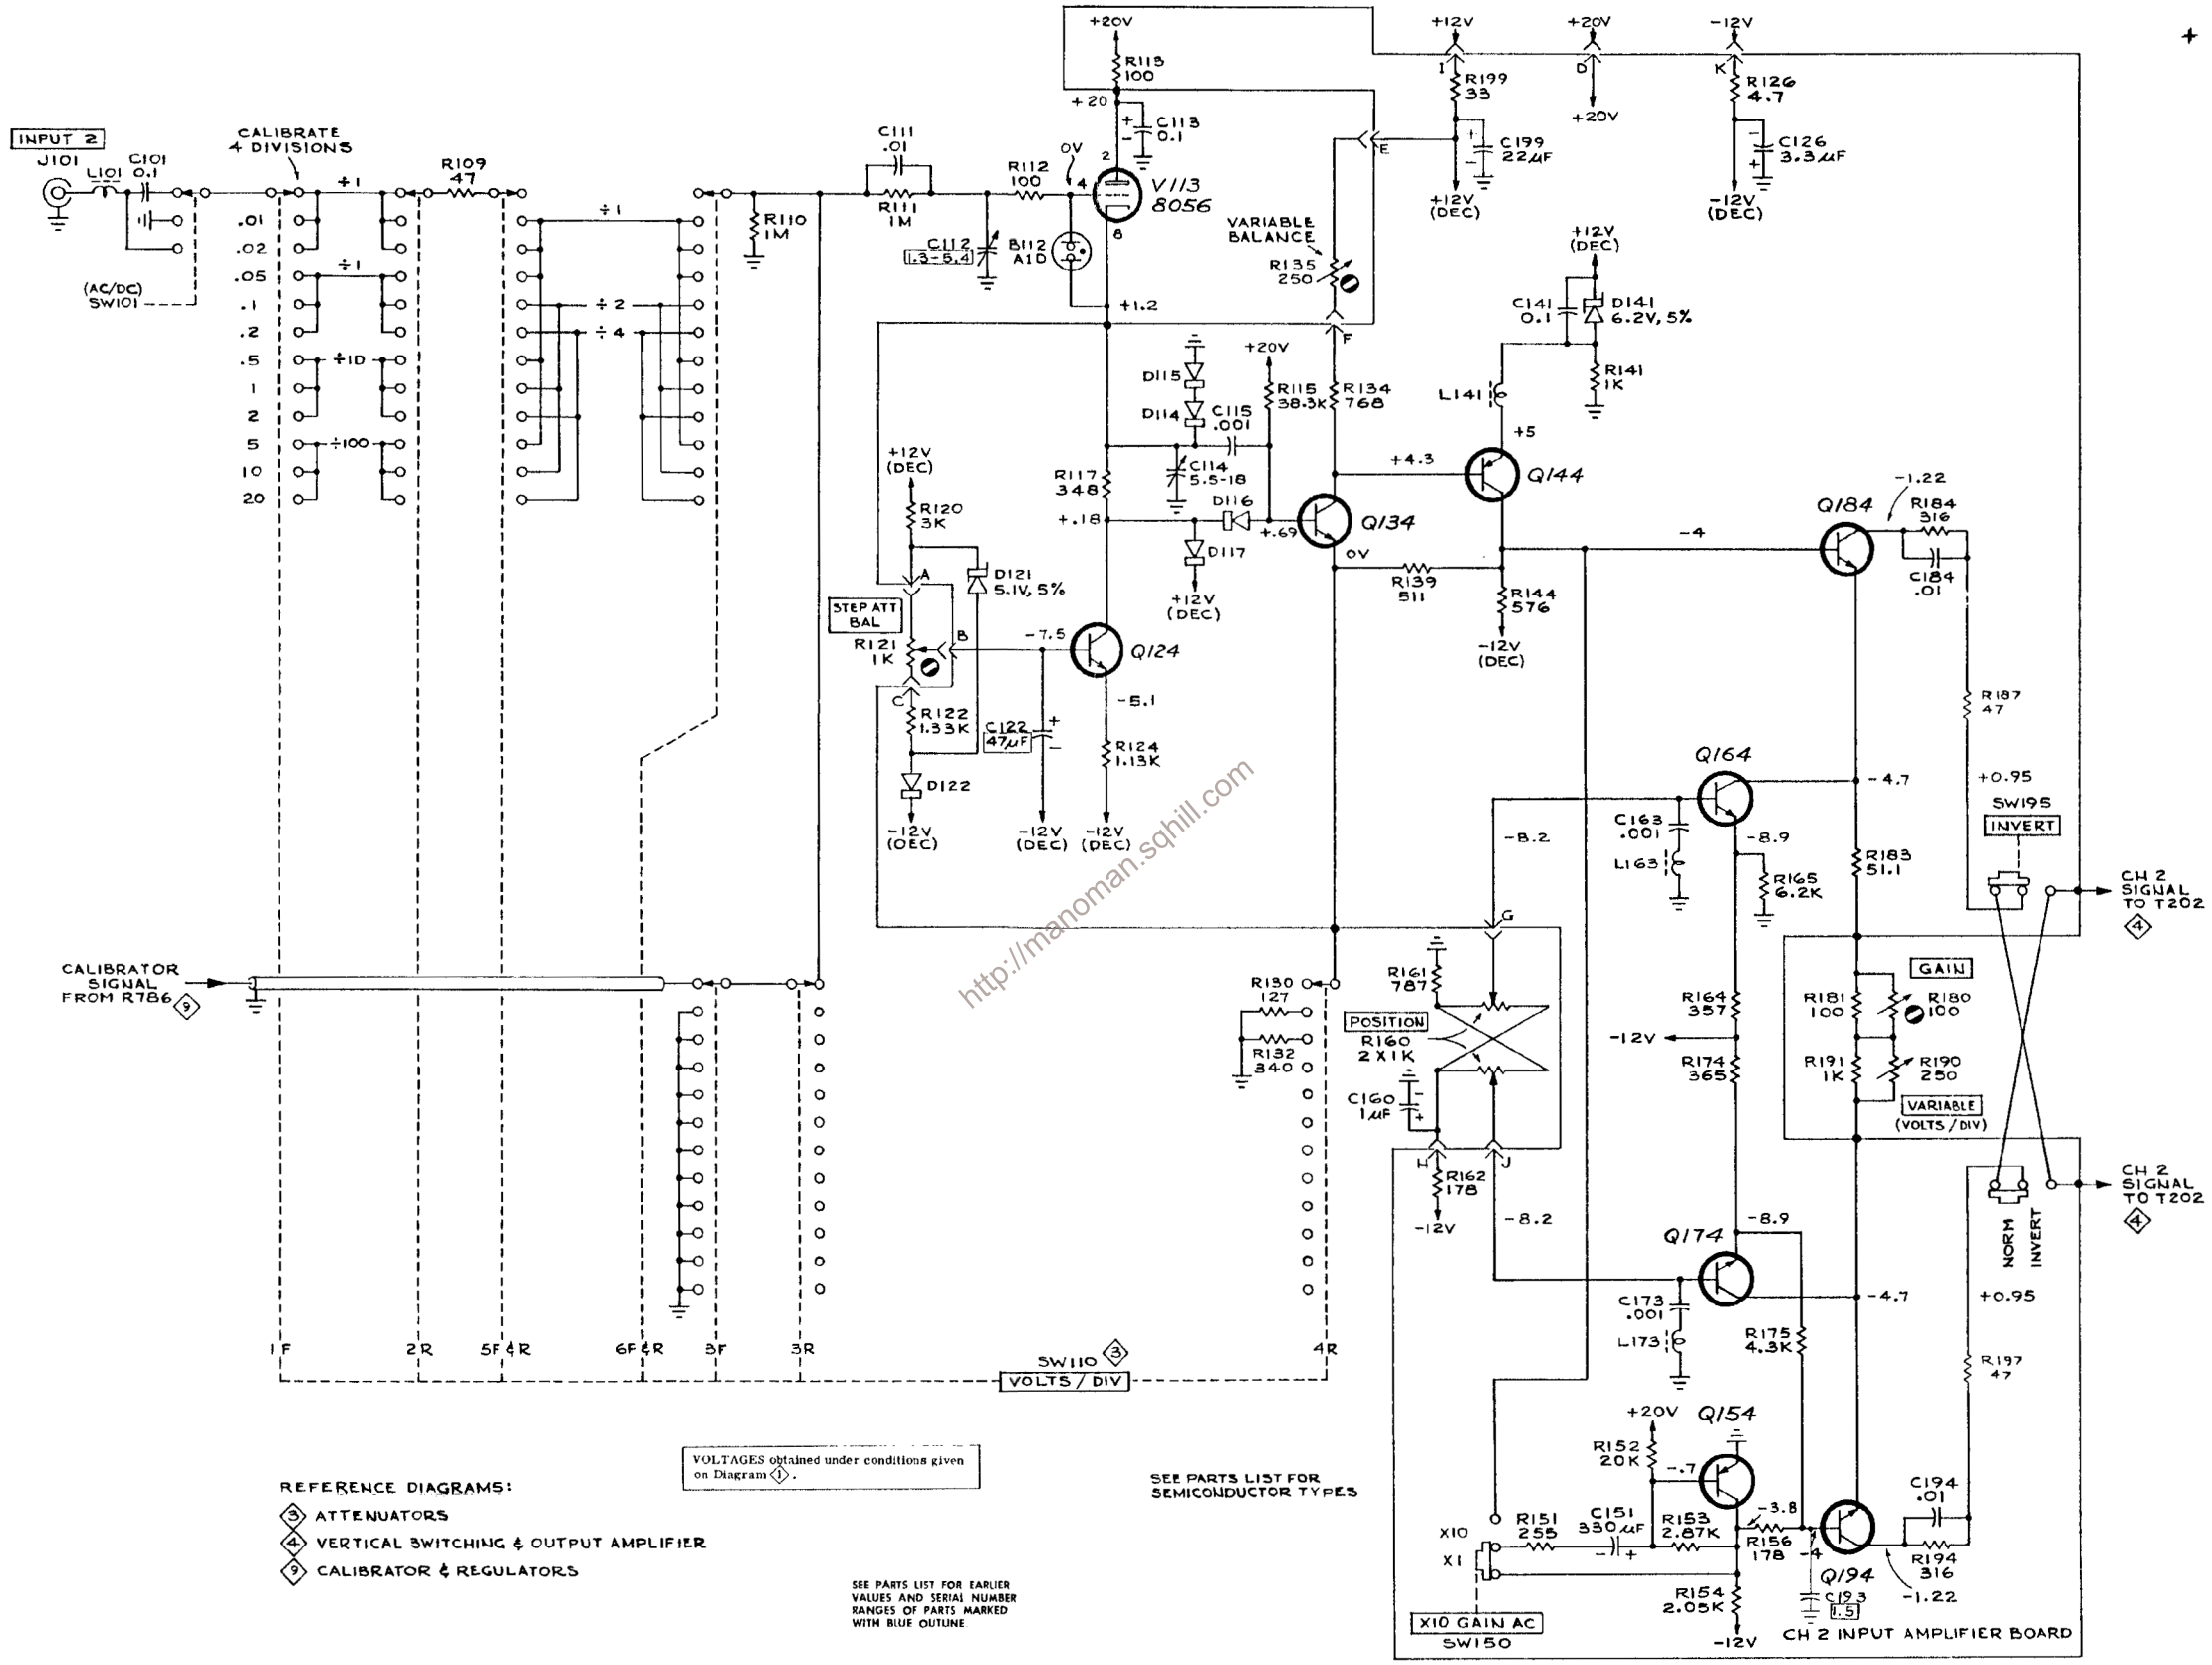 +20V
R113
100
+20
C113
0.1
+12V
I
R199
33
C199
22µF
+12V
(DEC)
+20V
D
+20V
-12V
K
R126
4.7
C126
3.3µF
-12V
(DEC)
+
INPUT 2
J101
L101
C101
0.1
CALIBRATE
4 DIVISIONS
÷1
R109
47
÷1
.01
.02
÷1
.05
.1
.2
÷2
÷4
.5
÷10
1
2
5
÷100
10
20
(AC/DC)
SW101
R110
1M
C111
.01
R111
1M
C112
1.3-5.4
R112
100
0V
4
2
8
V113
8056
B112
A1D
+1.2
E
VARIABLE
BALANCE
R135
250
F
+12V
(DEC)
C141
0.1
D141
6.2V, 5%
R141
1K
L141
+5
D115
D114
C115
.001
+20V
R115
38.3K
R134
768
+4.3
Q144
C114
5.5-18
R117
348
+.18
D116
+.69
Q134
0V
D117
+12V
(DEC)
R139
511
R144
576
-12V
(DEC)
-4
Q184
-1.22
R184
316
C184
.01
R187
47
+12V
(DEC)
R120
3K
A
D121
5.1V, 5%
STEP ATT
BAL
R121
1K
B
-7.5
Q124
C
R122
1.33K
C122
47µF
-5.1
R124
1.13K
D122
-12V
(DEC)
-12V
(DEC)
-12V
(DEC)
Q164
-4.7
+0.95
SW195
INVERT
C163
.001
L163
-8.2
-8.9
R165
6.2K
R183
51.1
CH 2
SIGNAL
TO T202
4
G
CALIBRATOR
SIGNAL
FROM R786
9
R130
127
R132
340
R161
787
POSITION
R160
2 X 1K
C160
1µF
H
J
R162
178
-12V
-8.2
R164
357
-12V
R174
365
GAIN
R181
100
R180
100
R191
1K
R190
250
VARIABLE
(VOLTS/DIV)
CH 2
SIGNAL
TO T202
4
NORM
INVERT
-8.9
Q174
-4.7
+0.95
C173
.001
L173
R175
4.3K
R197
47
1F
2R
5F & R
6F & R
3F
3R
4R
SW110 3
VOLTS / DIV
+20V
Q154
R152
20K
-.7
X10
X1
R151
255
C151
330µF
R153
2.87K
-3.8
R156
178
-4
C194
.01
R194
316
Q194
-1.22
C193
1.5
R154
2.05K
-12V
X10 GAIN AC
SW150
CH 2 INPUT AMPLIFIER BOARD
VOLTAGES obtained under conditions given
on Diagram 1.
REFERENCE DIAGRAMS:
3 ATTENUATORS
4 VERTICAL SWITCHING & OUTPUT AMPLIFIER
9 CALIBRATOR & REGULATORS
SEE PARTS LIST FOR
SEMICONDUCTOR TYPES
SEE PARTS LIST FOR EARLIER
VALUES AND SERIAL NUMBER
RANGES OF PARTS MARKED
WITH BLUE OUTLINE
http://manoman.sqhill.com